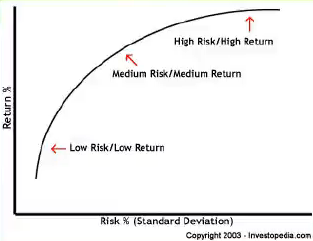 High Risk/High Return
Medium Risk/Medium Return
Low Risk/Low Return
Return %
Risk % (Standard Deviation)
Copyright 2003 - Investopedia.com